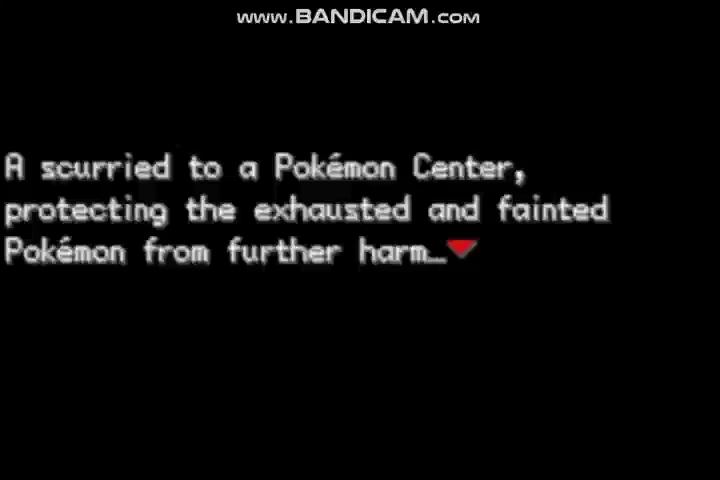 www.BANDICAM.com
A scurried to a Pokémon Center,
protecting the exhausted and fainted
Pokémon from further harm…